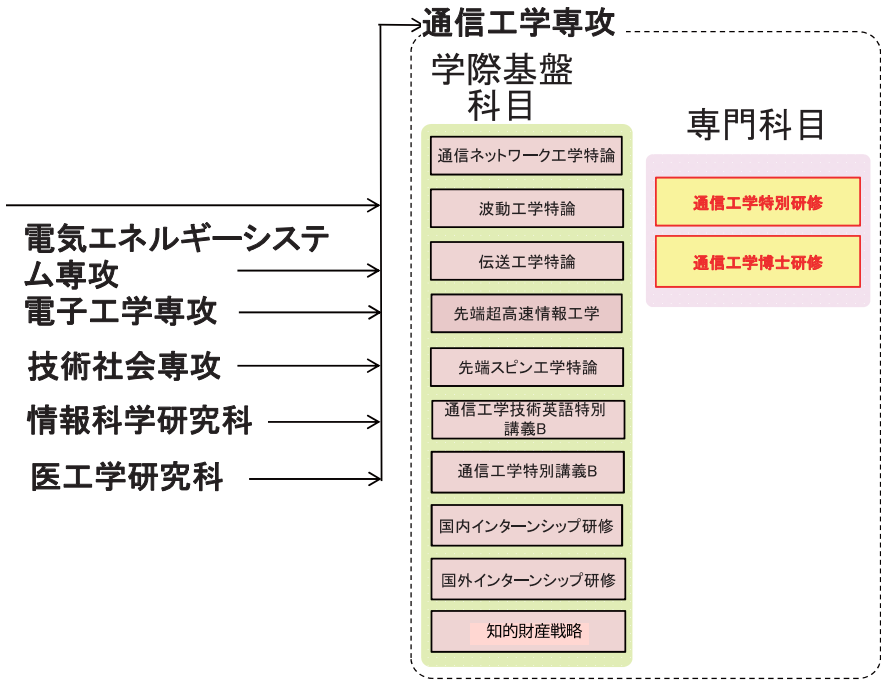 通信工学専攻
学際基盤
科目
専門科目
通信ネットワーク工学特論
波動工学特論
伝送工学特論
先端超高速情報工学
先端スピン工学特論
通信工学技術英語特別
講義B
通信工学特別講義B
国内インターンシップ研修
国外インターンシップ研修
知的財産戦略
通信工学特別研修
通信工学博士研修
電気エネルギーシステ
ム専攻
電子工学専攻
技術社会専攻
情報科学研究科
医工学研究科